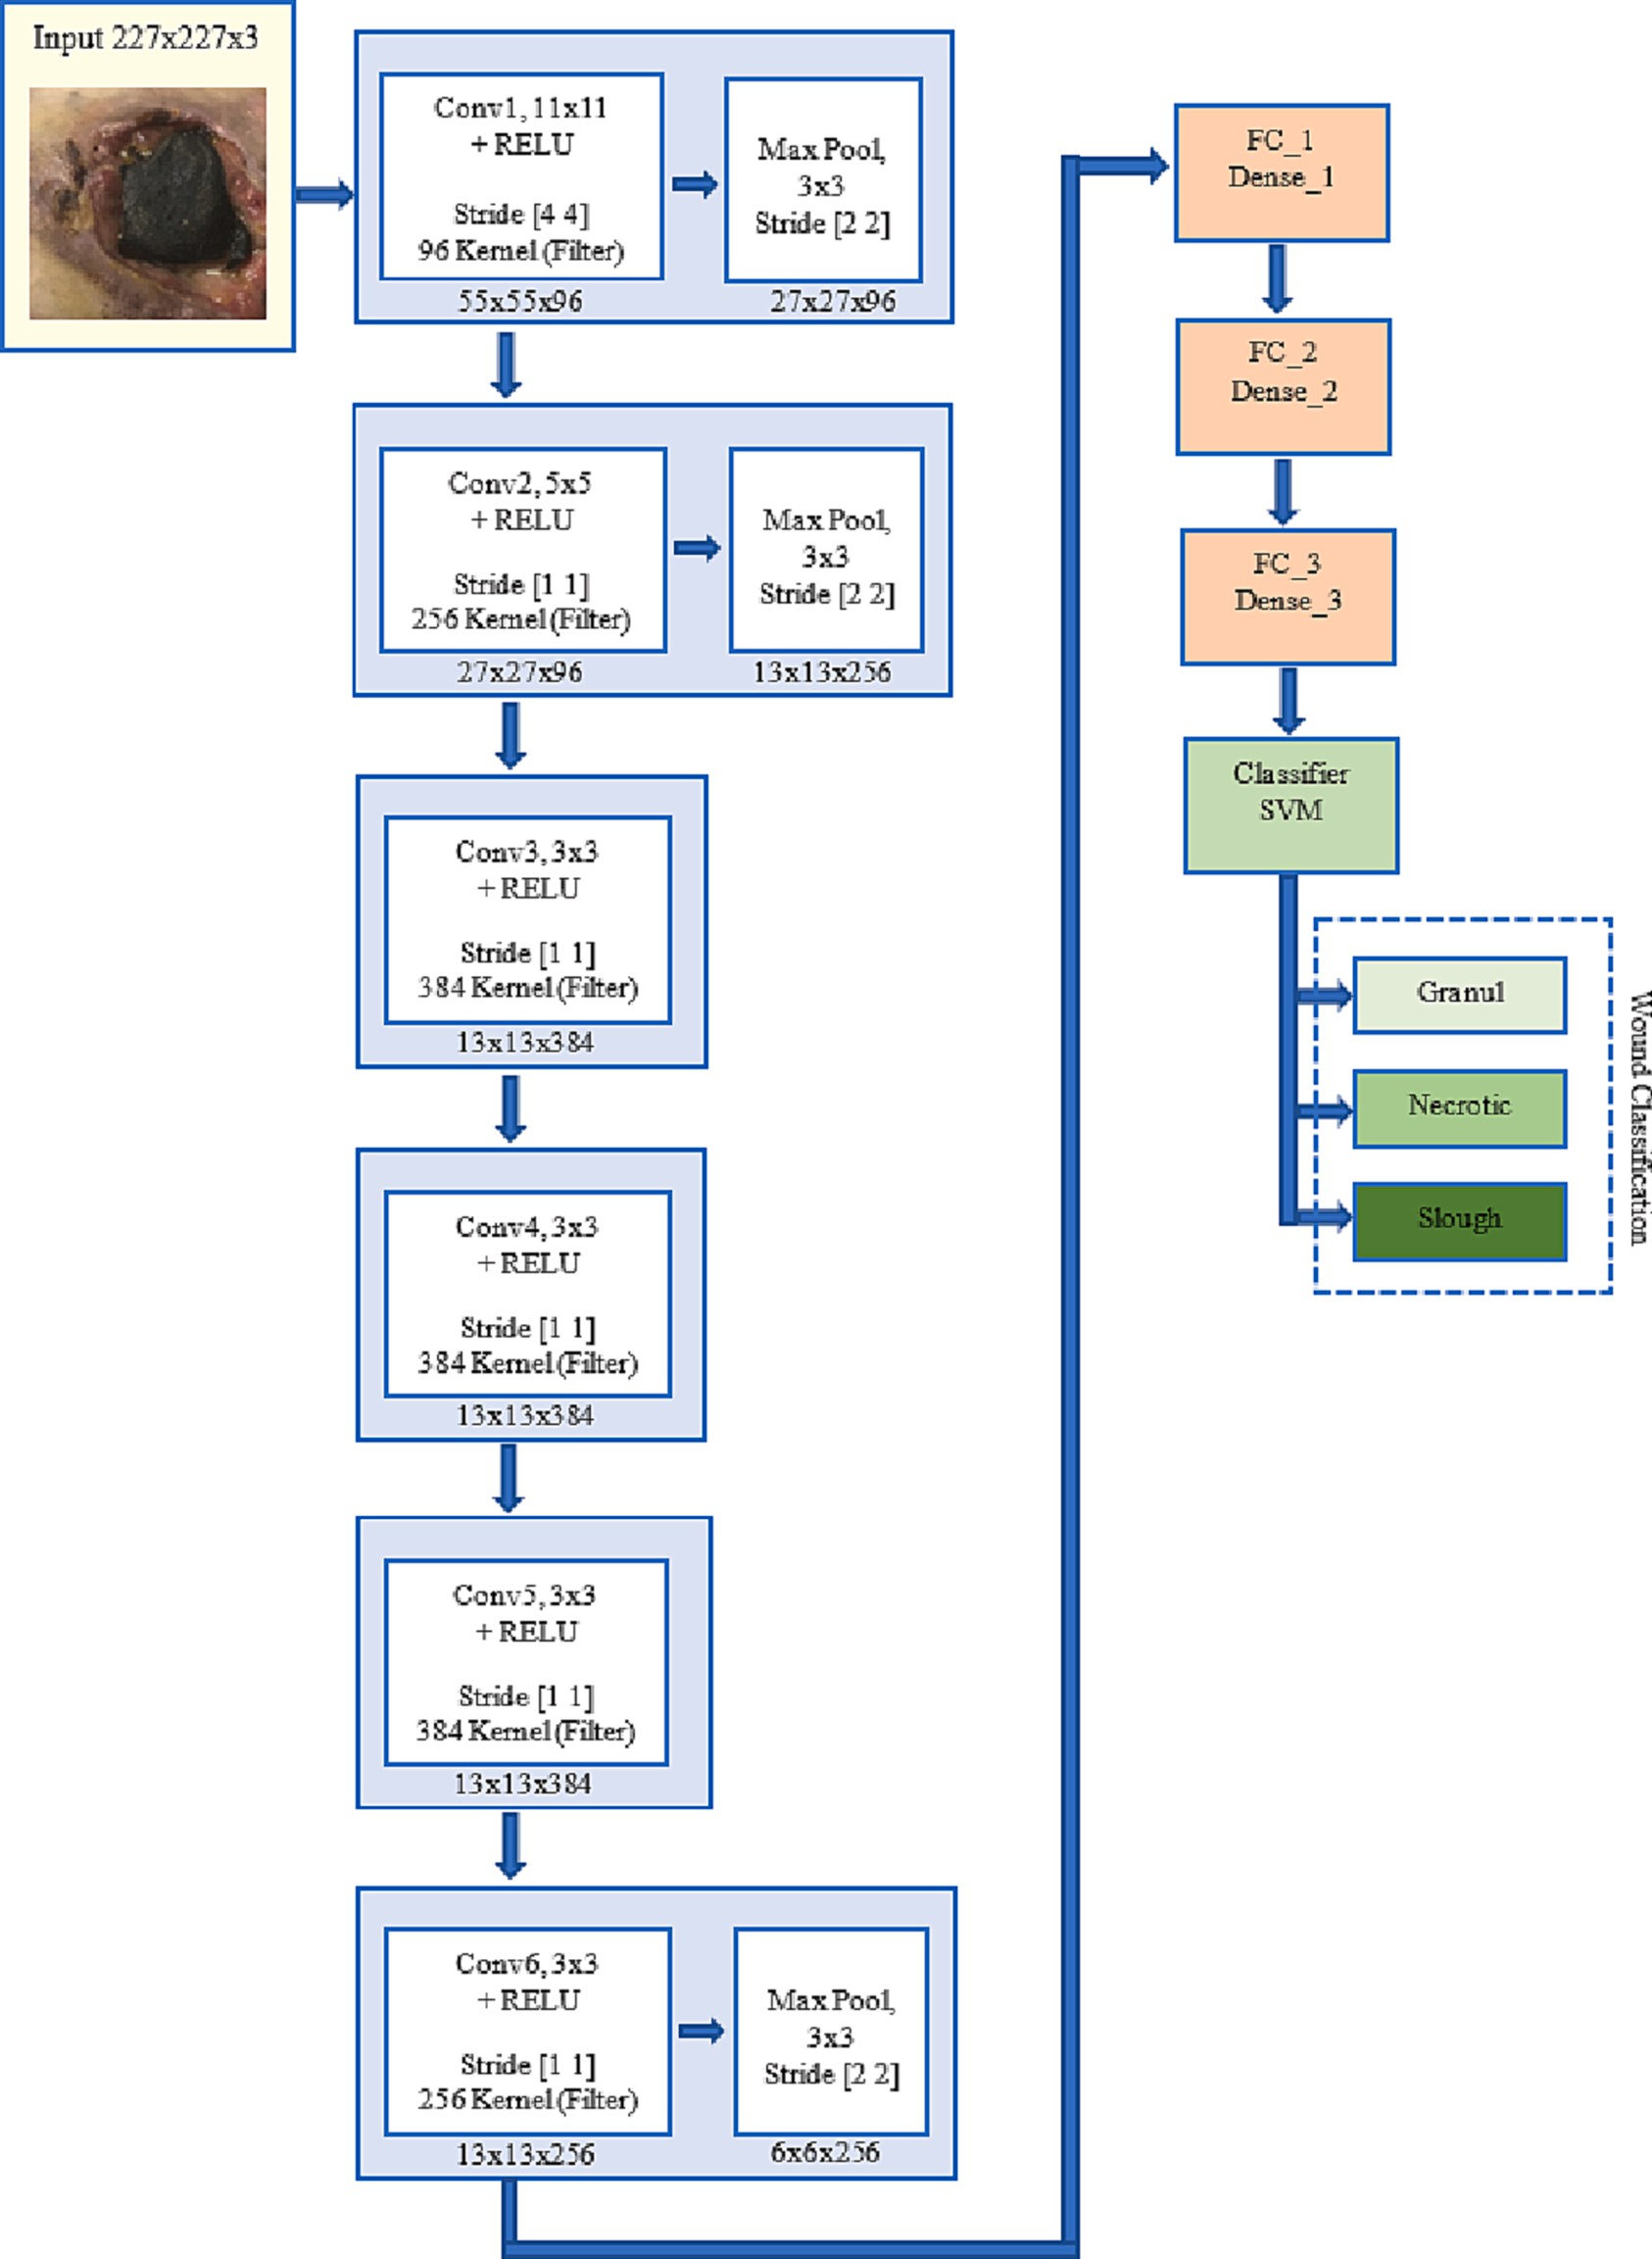 Input 227x227x3
Conv1, 11x11
+ RELU
Stride [4 4]
96 Kernel (Filter)
55x55x96
Max Pool,
3x3
Stride [2 2]
27x27x96
Conv2, 5x5
+ RELU
Stride [1 1]
256 Kernel (Filter)
27x27x96
Max Pool,
3x3
Stride [2 2]
13x13x256
Conv3, 3x3
+ RELU
Stride [1 1]
384 Kernel (Filter)
13x13x384
Conv4, 3x3
+ RELU
Stride [1 1]
384 Kernel (Filter)
13x13x384
Conv5, 3x3
+ RELU
Stride [1 1]
384 Kernel (Filter)
13x13x384
Conv6, 3x3
+ RELU
Stride [1 1]
256 Kernel (Filter)
13x13x256
Max Pool,
3x3
Stride [2 2]
6x6x256
FC_1
Dense_1
FC_2
Dense_2
FC_3
Dense_3
Classifier
SVM
Granul
Necrotic
Slough
Wound Classification